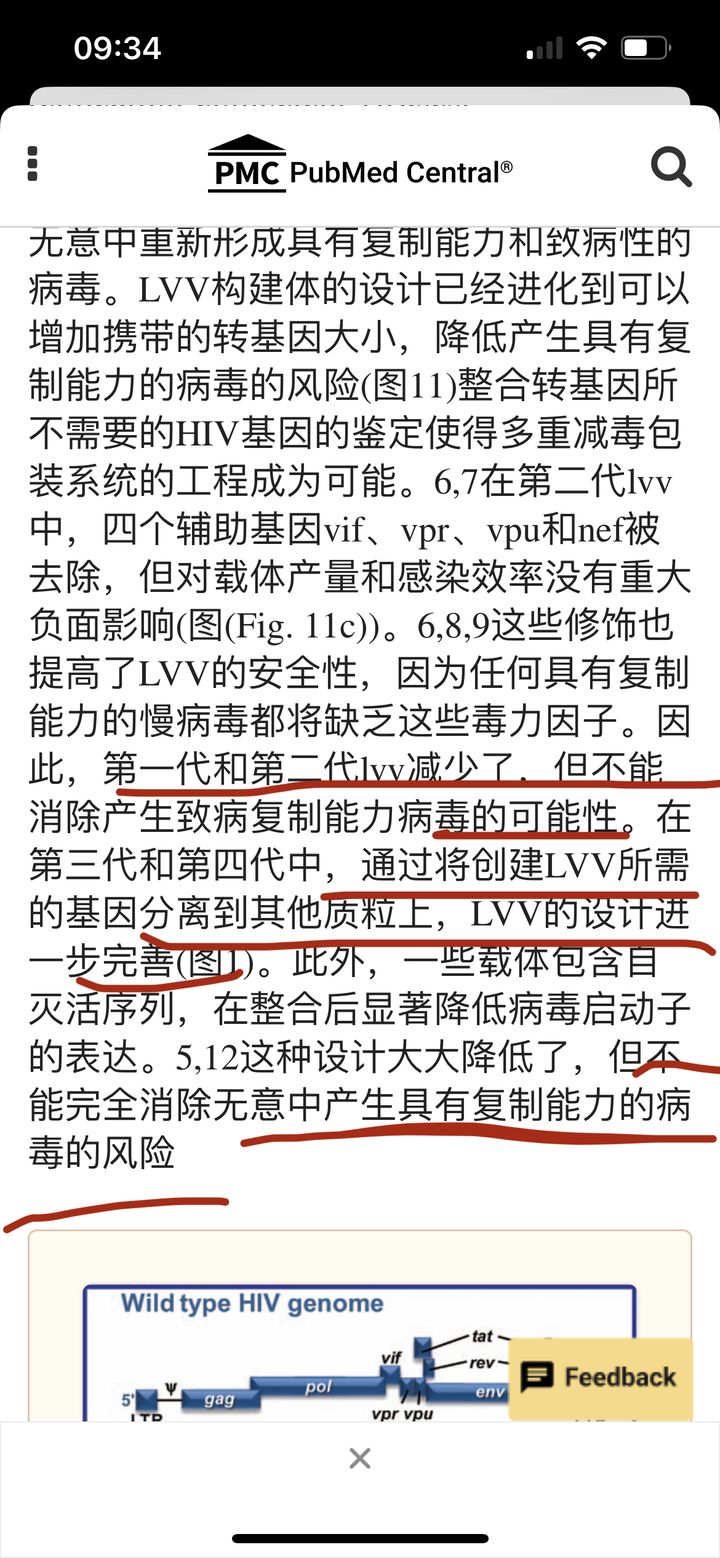 09:34
PMC PubMed Central®
无意中重新形成具有复制能力和致病性的
病毒。LVV构建体的设计已经进化到可以
增加携带的转基因大小，降低产生具有复
制能力的病毒的风险(图11)整合转基因所
不需要的HIV基因的鉴定使得多重减毒包
装系统的工程成为可能。6,7在第二代lvv
中，四个辅助基因vif、vpr、vpu和nef被
去除，但对载体产量和感染效率没有重大
负面影响(图(Fig. 11c))。6,8,9这些修饰也
提高了LVV的安全性，因为任何具有复制
能力的慢病毒都将缺乏这些毒力因子。因
此，第一代和第二代lvv减少了，但不能
消除产生致病复制能力病毒的可能性。在
第三代和第四代中，通过将创建LVV所需
的基因分离到其他质粒上，LVV的设计进
一步完善(图1)。此外，一些载体包含自
灭活序列，在整合后显著降低病毒启动子
的表达。5,12这种设计大大降低了，但不
能完全消除无意中产生具有复制能力的病
毒的风险
Wild type HIV genome
tat
vif
rev
Ψ
pol
5'
gag
env
LTR
vpr vpu
Feedback